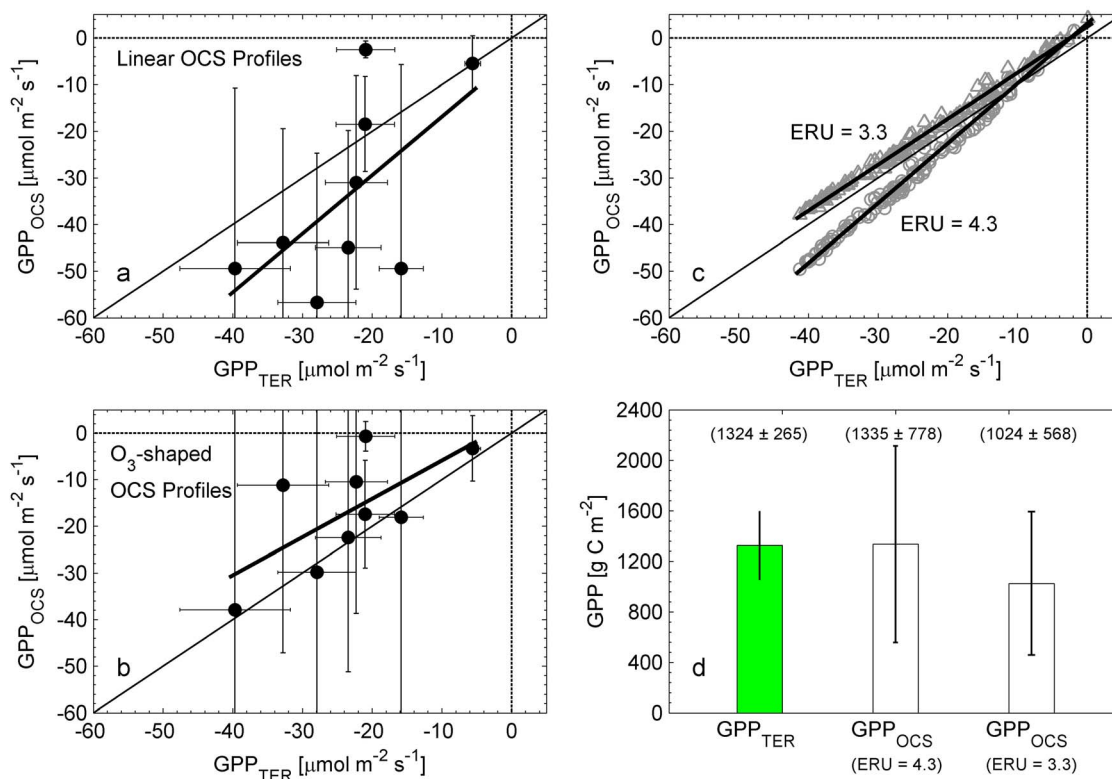 0
-10
-20
-30
-40
-50
-60
GPP_OCS [μmol m⁻² s⁻¹]
Linear OCS Profiles
a
-60 -50 -40 -30 -20 -10 0
GPP_TER [μmol m⁻² s⁻¹]
0
-10
-20
-30
-40
-50
-60
GPP_OCS [μmol m⁻² s⁻¹]
ERU = 3.3
ERU = 4.3
c
-60 -50 -40 -30 -20 -10 0
GPP_TER [μmol m⁻² s⁻¹]
0
-10
-20
-30
-40
-50
-60
GPP_OCS [μmol m⁻² s⁻¹]
O₃-shaped
OCS Profiles
b
-60 -50 -40 -30 -20 -10 0
GPP_TER [μmol m⁻² s⁻¹]
2400
2000
1600
1200
800
400
0
GPP [g C m⁻²]
(1324 ± 265) (1335 ± 778) (1024 ± 568)
d
GPP_TER GPP_OCS GPP_OCS
(ERU = 4.3) (ERU = 3.3)